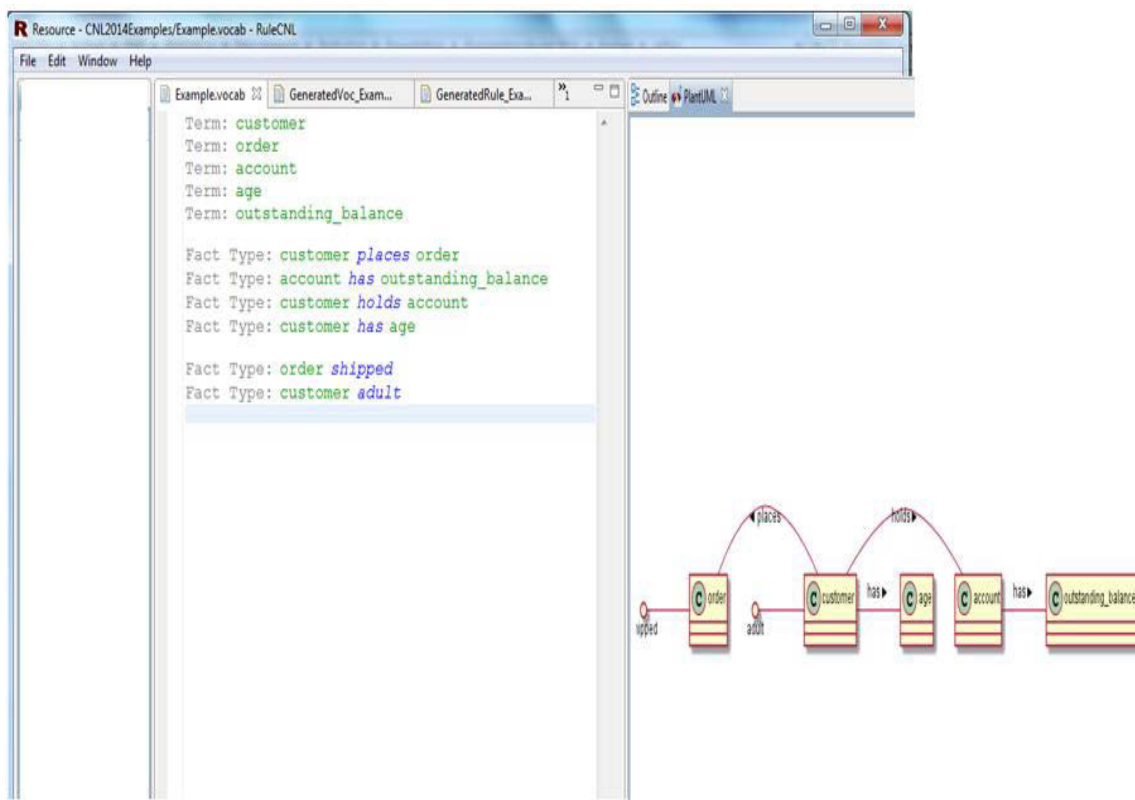 R Resource - CNL2014Examples/Example.vocab - RuleCNL
File Edit Window Help
Example.vocab GeneratedVoc_Exam... GeneratedRule_Exa... »1 Outline PlantUML
Term: customer
Term: order
Term: account
Term: age
Term: outstanding_balance
Fact Type: customer places order
Fact Type: account has outstanding_balance
Fact Type: customer holds account
Fact Type: customer has age
Fact Type: order shipped
Fact Type: customer adult
places holds
C order C customer has C age C account has C outstanding_balance
hipped adult